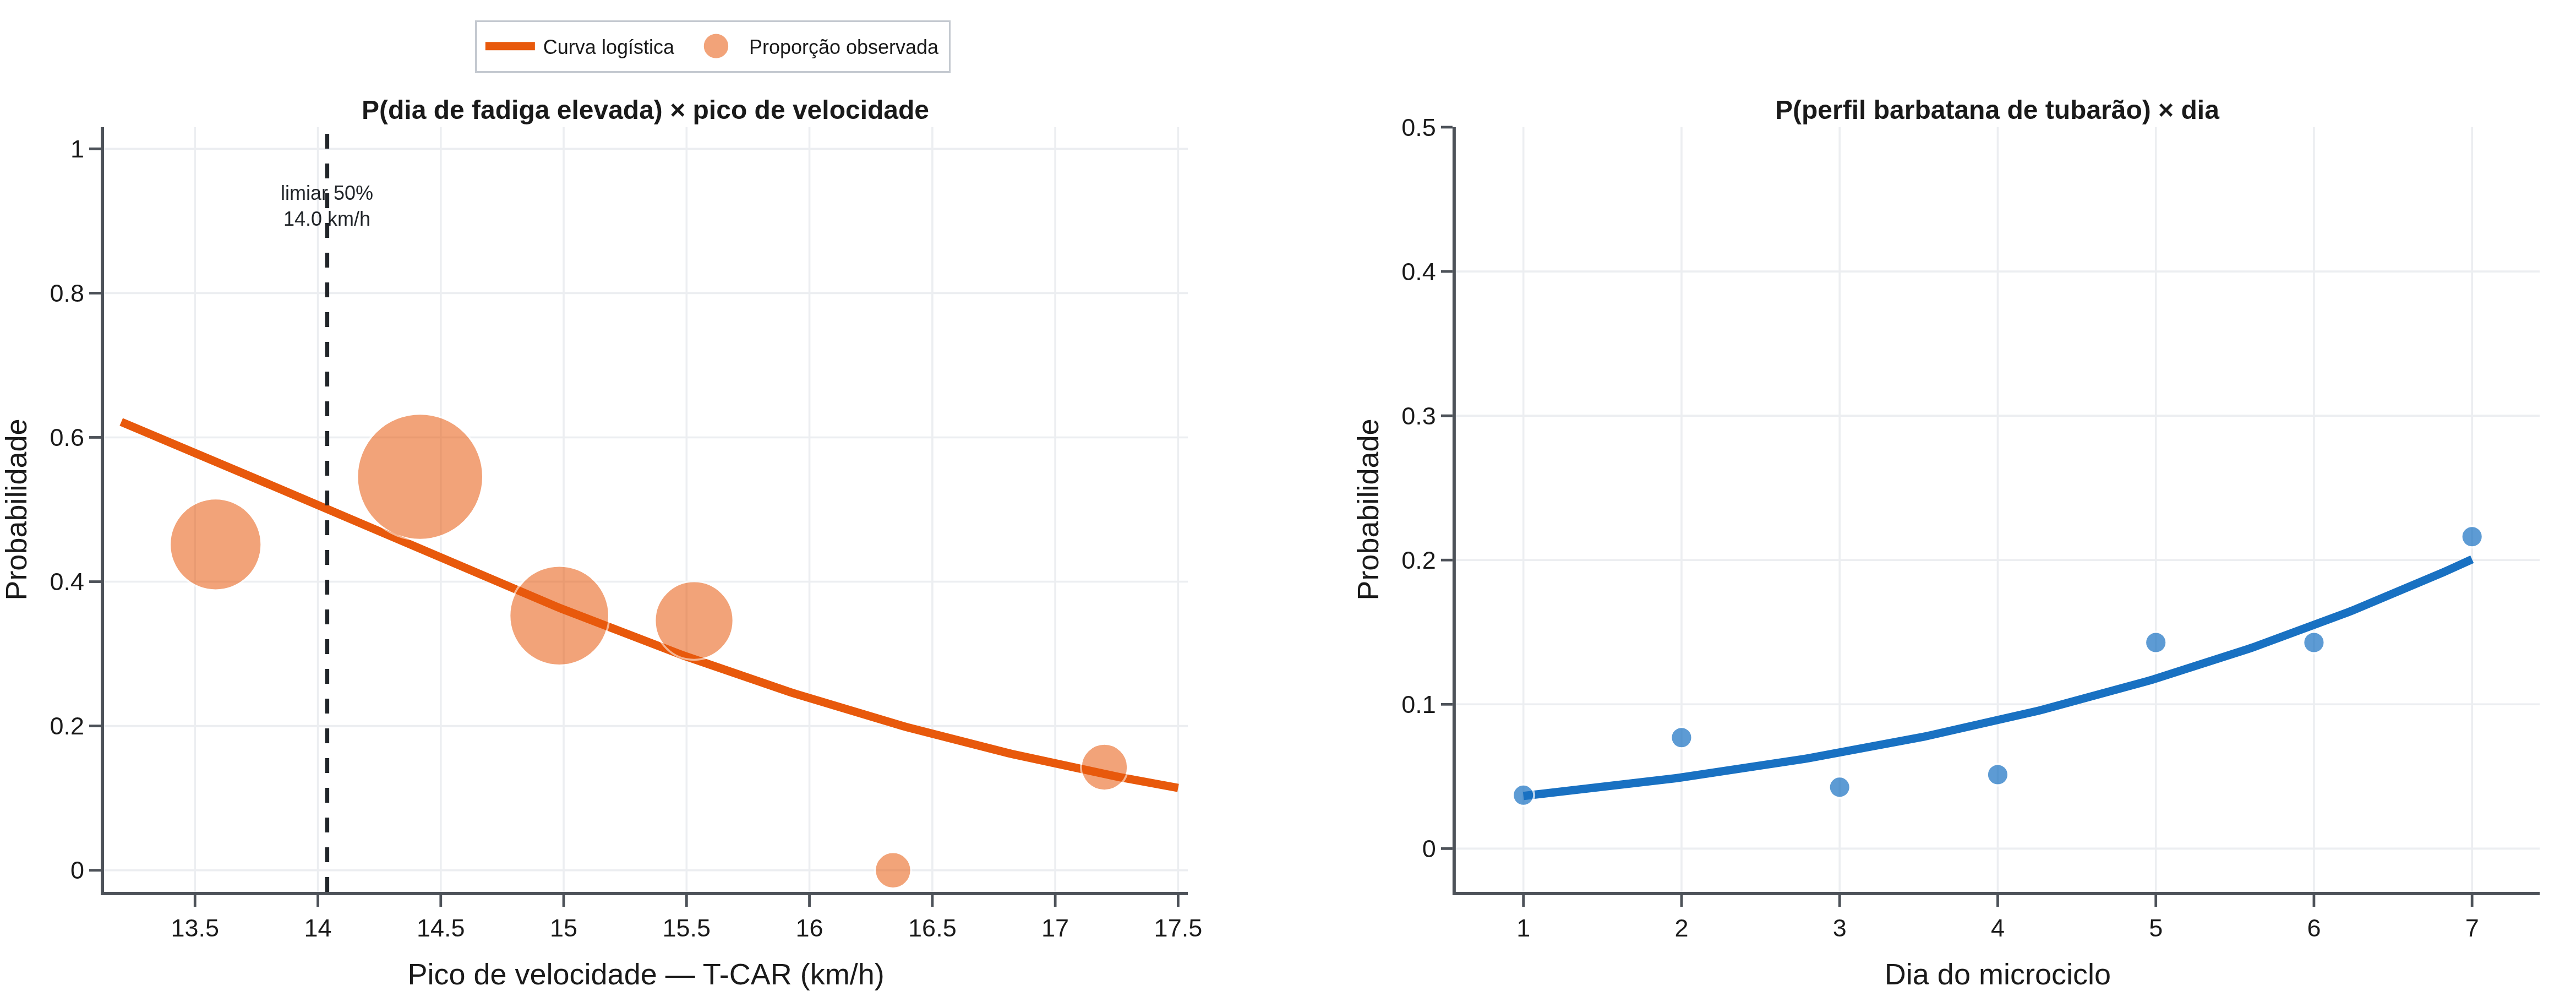 Curva logística
Proporção observada
P(dia de fadiga elevada) × pico de velocidade
limiar 50%
14.0 km/h
Probabilidade
1
0.8
0.6
0.4
0.2
0
13.5
14
14.5
15
15.5
16
16.5
17
17.5
Pico de velocidade — T-CAR (km/h)
P(perfil barbatana de tubarão) × dia
Probabilidade
0.5
0.4
0.3
0.2
0.1
0
1
2
3
4
5
6
7
Dia do microciclo